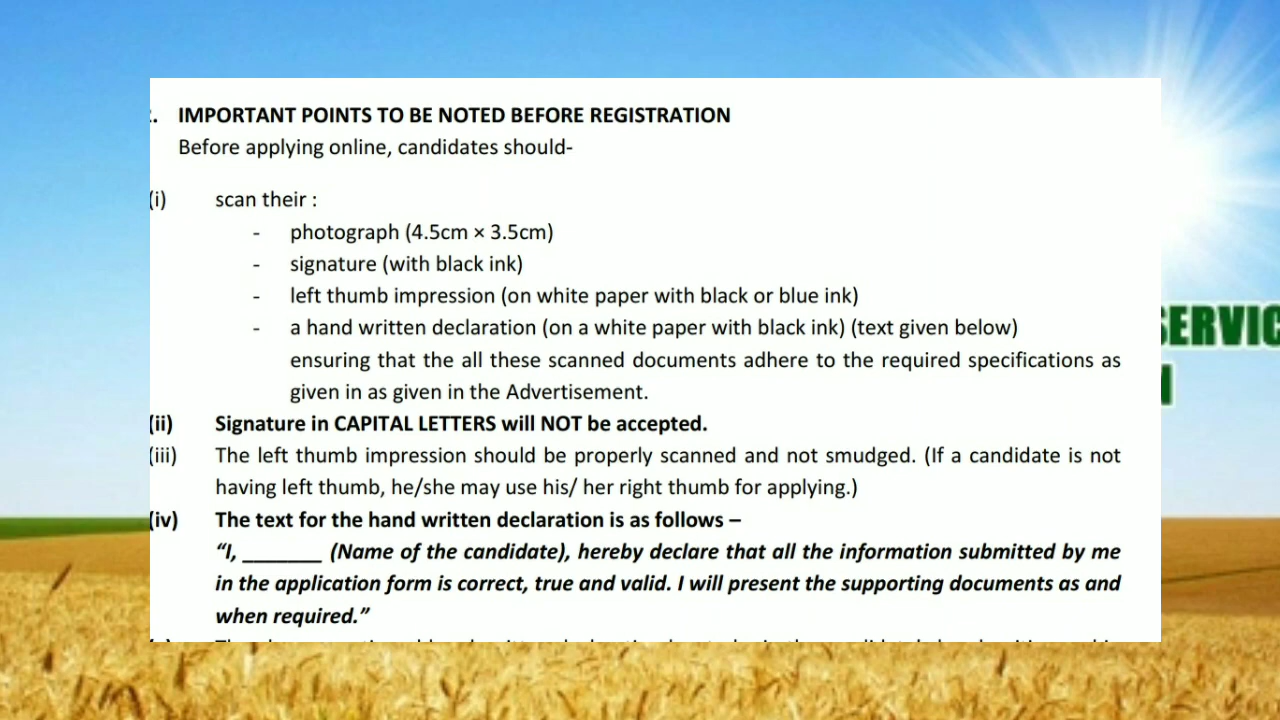 . IMPORTANT POINTS TO BE NOTED BEFORE REGISTRATION
Before applying online, candidates should-
(i) scan their :
- photograph (4.5cm × 3.5cm)
- signature (with black ink)
- left thumb impression (on white paper with black or blue ink)
- a hand written declaration (on a white paper with black ink) (text given below)
ensuring that the all these scanned documents adhere to the required specifications as
given in as given in the Advertisement.
(ii) Signature in CAPITAL LETTERS will NOT be accepted.
(iii) The left thumb impression should be properly scanned and not smudged. (If a candidate is not
having left thumb, he/she may use his/ her right thumb for applying.)
(iv) The text for the hand written declaration is as follows –
“I, _______ (Name of the candidate), hereby declare that all the information submitted by me
in the application form is correct, true and valid. I will present the supporting documents as and
when required.”
SERVIC